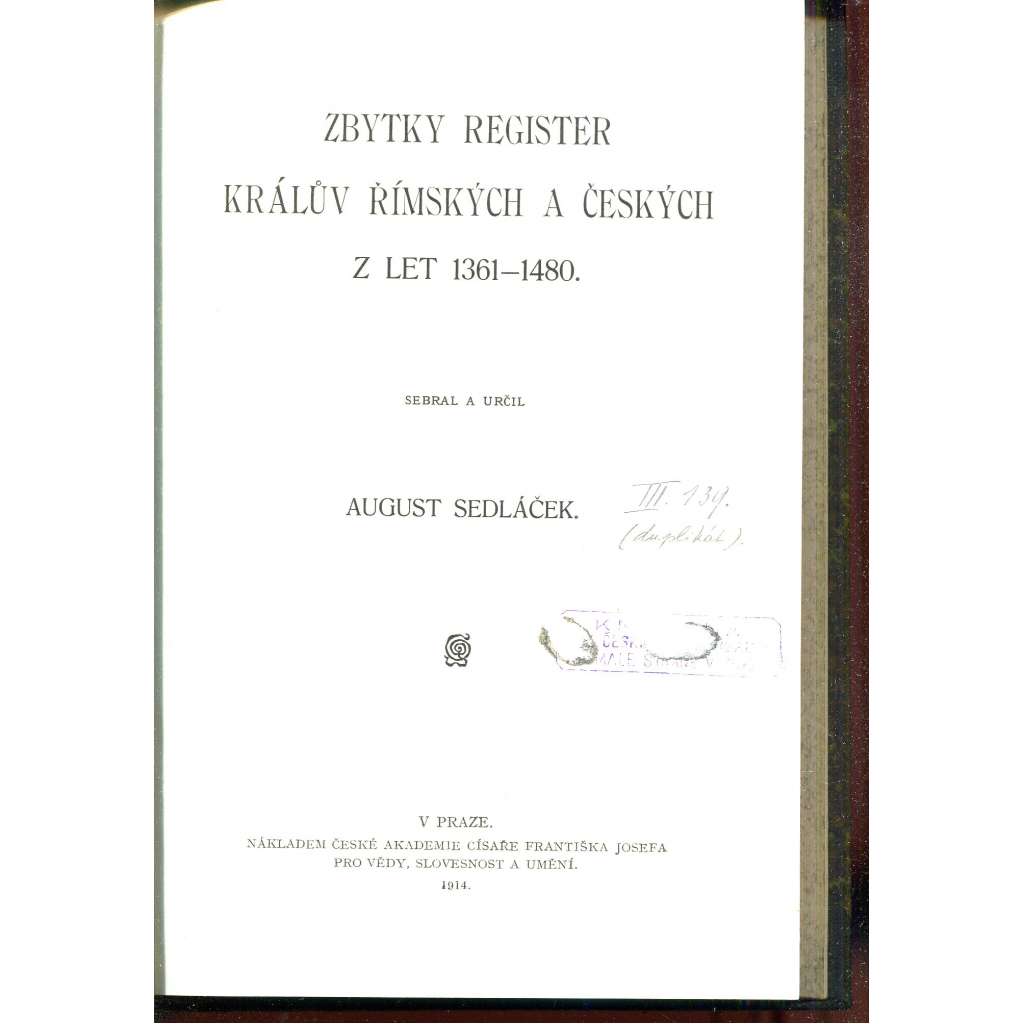 ZBYTKY REGISTER
KRÁLŮV ŘÍMSKÝCH A ČESKÝCH
Z LET 1361–1480.
SEBRAL A URČIL
AUGUST SEDLÁČEK.
III. 139.
(duplikát).
MALÉ
V PRAZE.
NÁKLADEM ČESKÉ AKADEMIE CÍSAŘE FRANTIŠKA JOSEFA
PRO VĚDY, SLOVESNOST A UMĚNÍ.
1914.